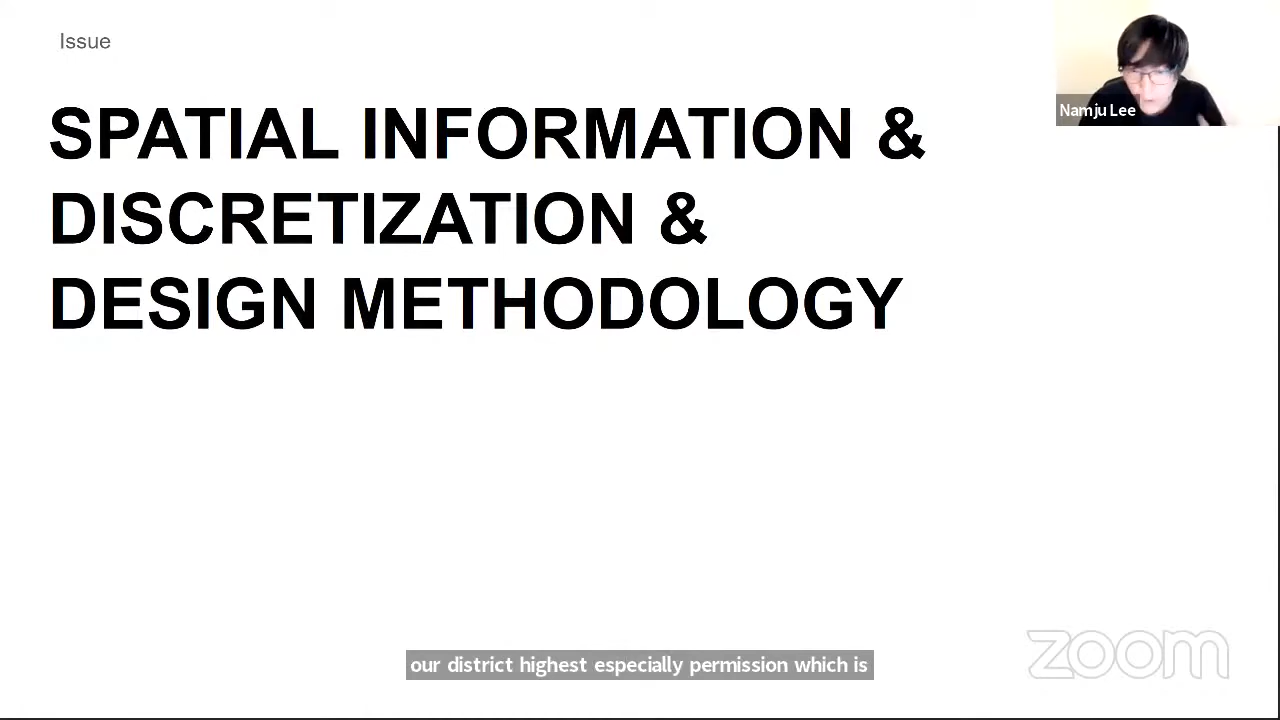 Issue
SPATIAL INFORMATION &
DISCRETIZATION &
DESIGN METHODOLOGY
Namju Lee
our district highest especially permission which is
zoom